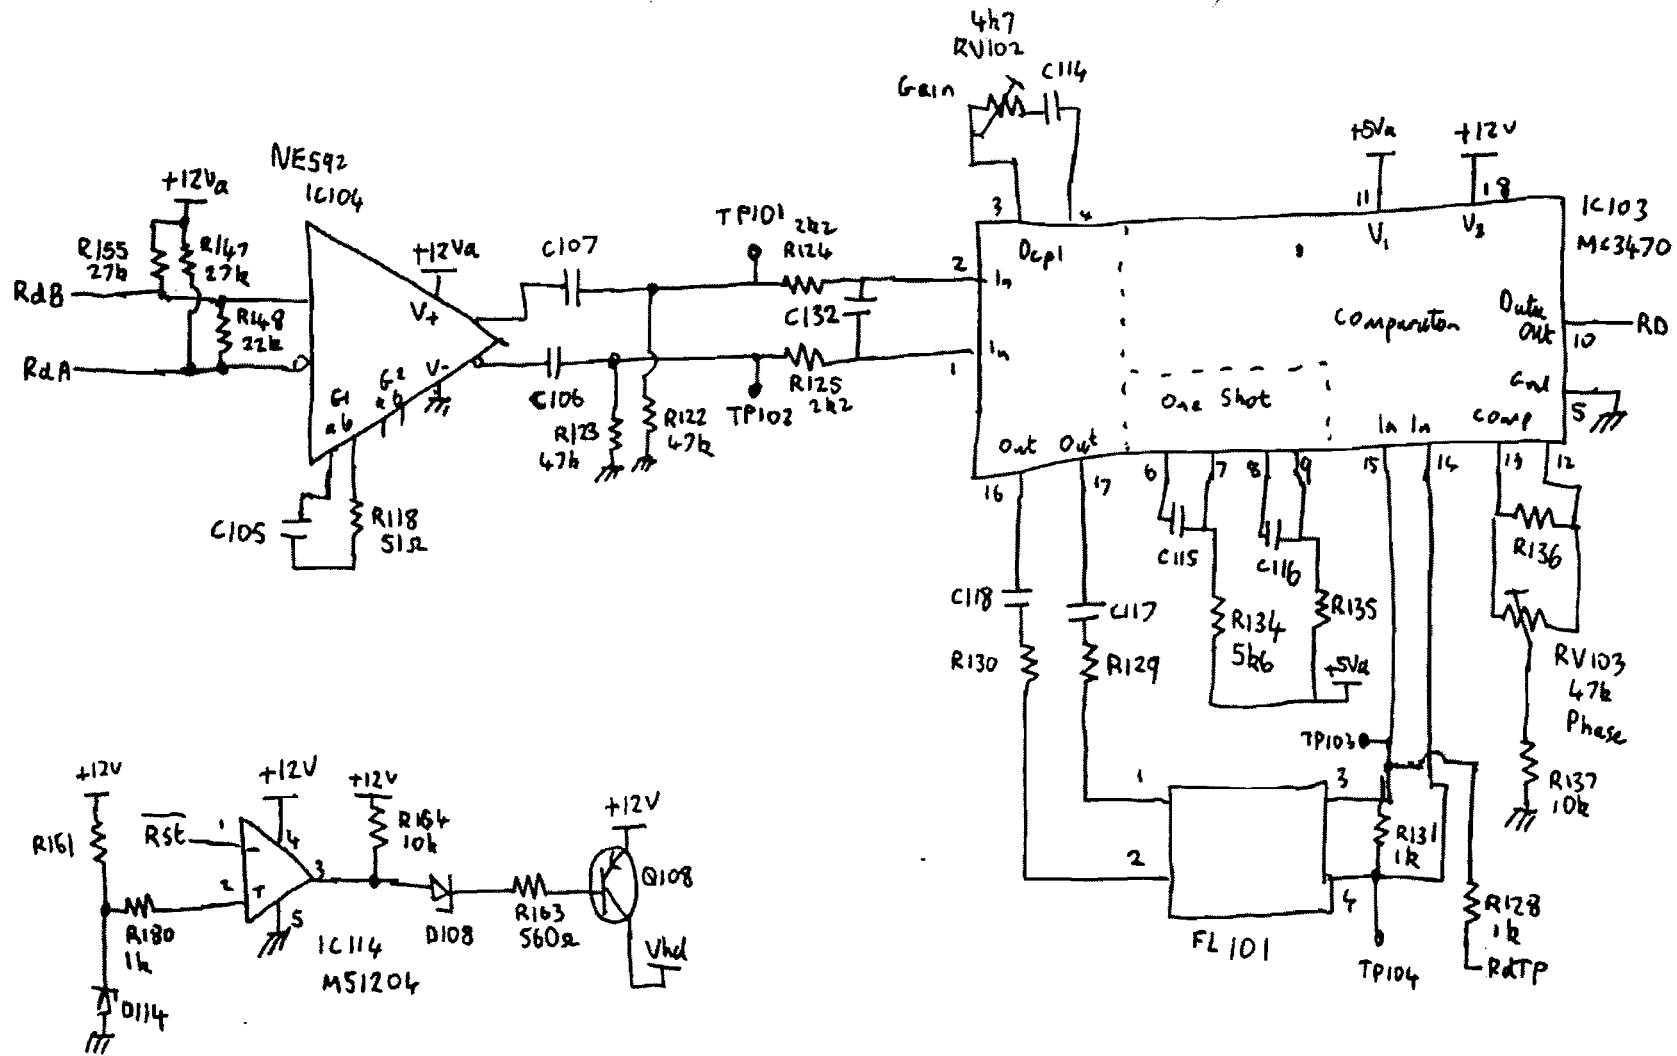 4k7
RV102
C114
Gain
NE592
IC104
+12Va
R155
27k
R147
27k
RdB
R148
22k
RdA
+12Va
V+
V-
G1
a b
G2
a b
C105
R118
51Ω
C107
C106
R123
47k
R122
47k
TP101
2k2
R124
C132
R125
2k2
TP102
+5Va
+12V
3
4
11
18
IC103
MC3470
Dcpl
V1
V2
2
In
In
1
Comparitor
Data
Out
10
RD
Gnd
5
One Shot
Comp
Out
Out
In
In
16
17
6
7
8
9
15
14
13
12
C115
C116
R136
C118
C117
R134
5k6
R135
R130
R129
+5Va
RV103
47k
Phase
TP103
R137
10k
1
3
2
4
R131
1k
FL101
TP104
R128
1k
RdTP
+12V
R161
Rst
1
+12V
4
-
2
+
3
5
R180
1k
D114
IC114
M51204
+12V
R164
10k
D108
R163
560Ω
+12V
Q108
Vhd